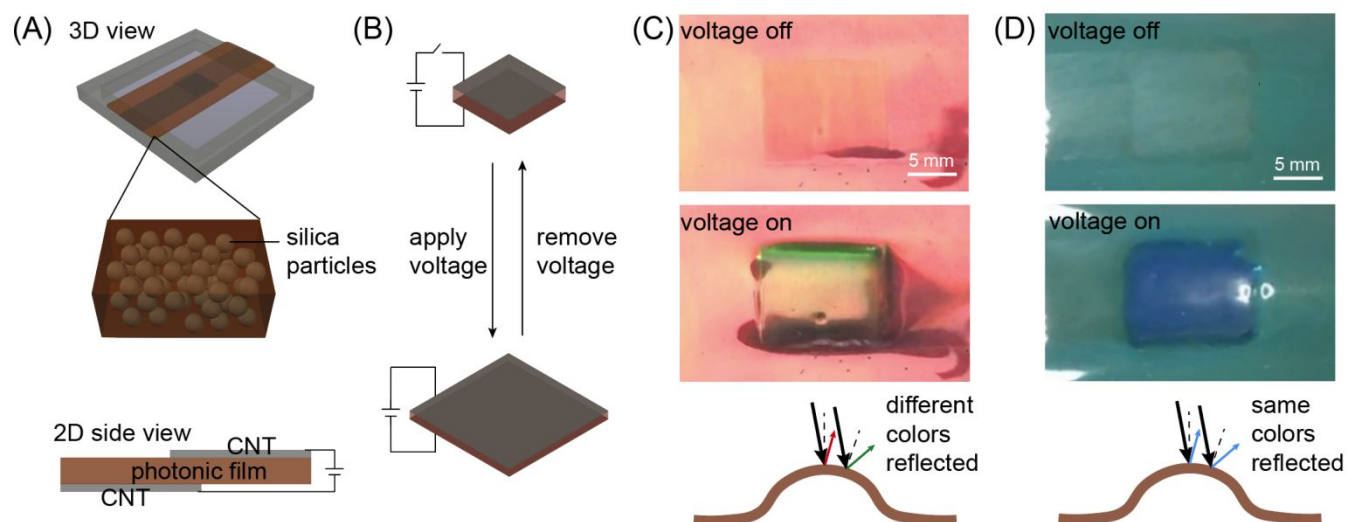 (A)
3D view
silica
particles
2D side view
CNT
photonic film
CNT
(B)
apply
voltage
remove
voltage
(C)
voltage off
5 mm
voltage on
different
colors
reflected
(D)
voltage off
5 mm
voltage on
same
colors
reflected